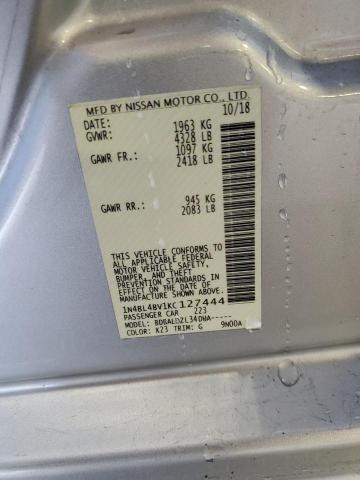 MFD BY NISSAN MOTOR CO., LTD.
DATE: 10/18
GVWR: 1963 KG
4328 LB
GAWR FR.: 1097 KG
2418 LB
GAWR RR.: 945 KG
2083 LB
THIS VEHICLE CONFORMS TO ALL
APPLICABLE FEDERAL
MOTOR VEHICLE SAFETY,
BUMPER, AND THEFT
PREVENTION STANDARDS IN
EFFECT ON THE DATE OF
MANUFACTURE SHOWN ABOVE.
1N4BL4BV1KC127444
PASSENGER CAR 223
MODEL: BDBALDZL34DWA-----
COLOR: K23 TRIM: G 9N00A